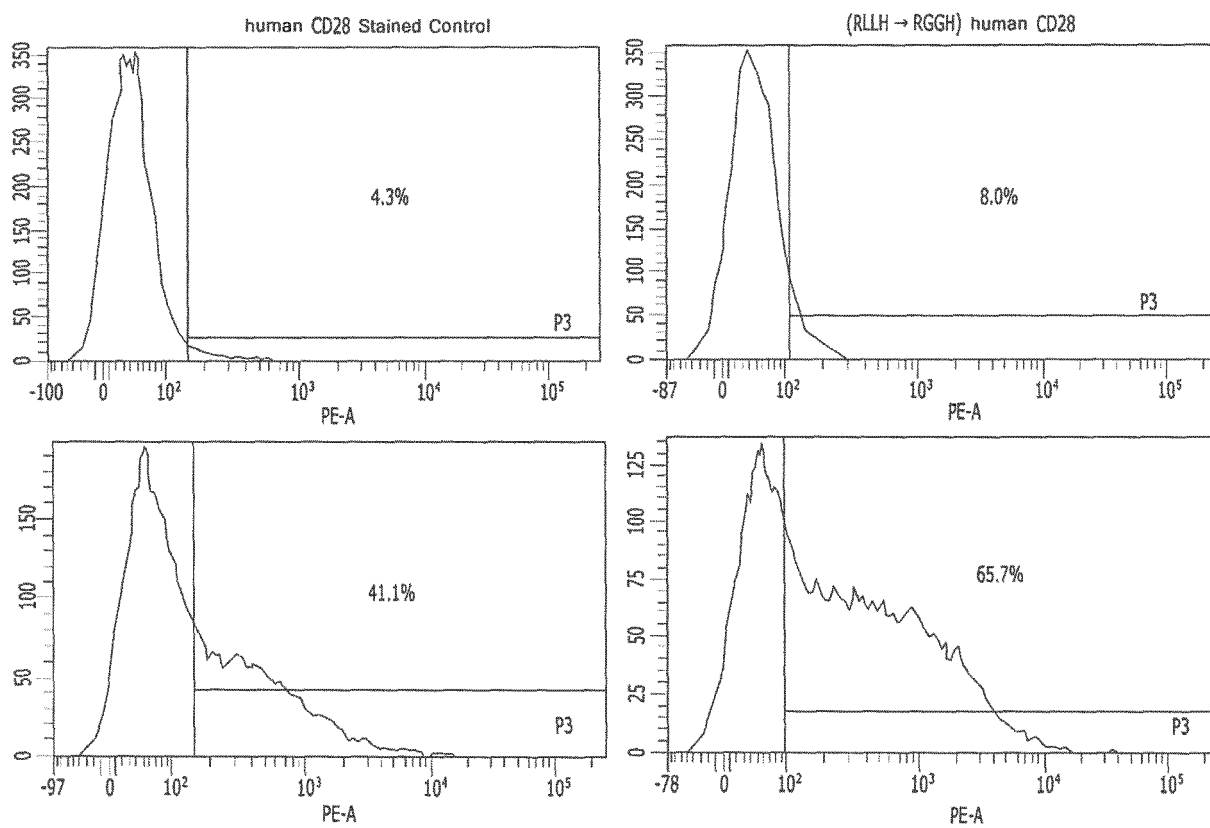 human CD28 Stained Control
350
300
250
200
150
100
50
0
4.3%
P3
-100 0 10² 10³ 10⁴ 10⁵
PE-A
(RLLH → RGGH) human CD28
350
300
250
200
150
100
50
0
8.0%
P3
-87 0 10² 10³ 10⁴ 10⁵
PE-A
150
100
50
0
41.1%
P3
-97 0 10² 10³ 10⁴ 10⁵
PE-A
125
100
75
50
25
0
65.7%
P3
-78 0 10² 10³ 10⁴ 10⁵
PE-A